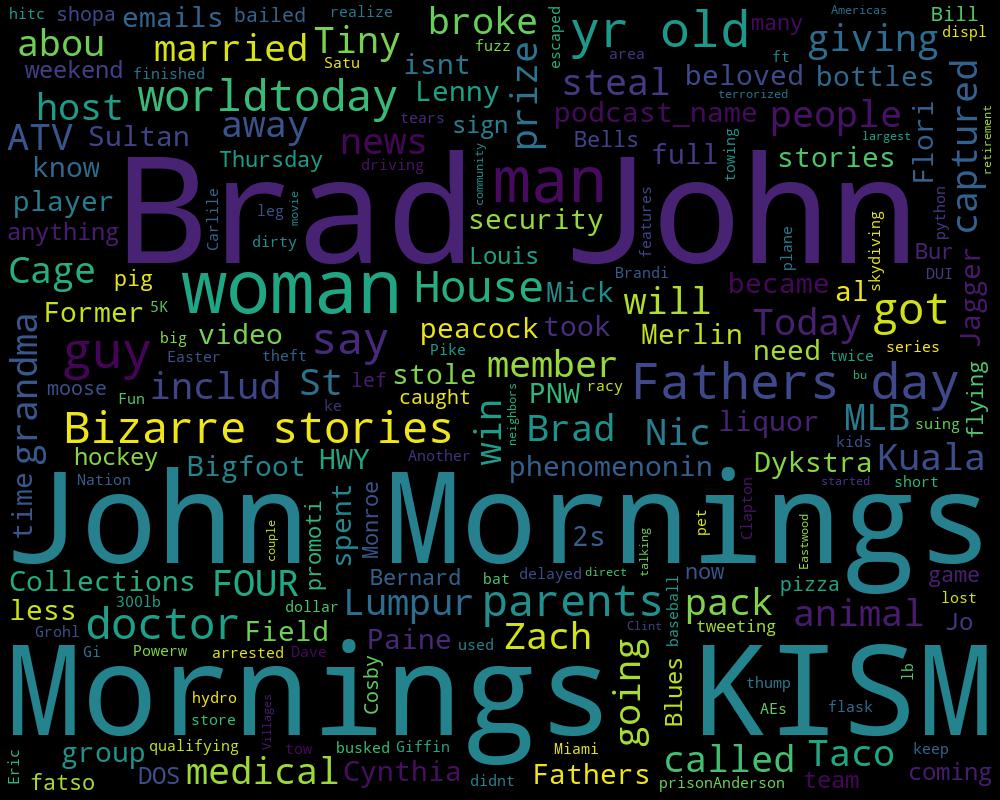 hitc shopa emails bailed realize
abou married Tiny broke fuzz
escaped yr old many Americas Bill
giving displ
weekend finished Satu isnt
prize steal area ft beloved bottles
terrorized
host worldtoday Lenny
podcast_name people captured
ATV Sultan away tears sign
news Bells largest retirement
Flori
know Thursday driving
full towing stories
player Carlile leg movie community
Brad John man
features python
anything dirty security plane skydiving
Louis Bur
Cage pig woman House Mick Brandi
became al DUI Jagger
Former 5K will got
big video say peacock took Merlin Today
series
grandma guy Easter theft Pike
member need twice
moose includ St lef stole
Fathers bu day flying
Fun ke caught neighbors PNW racy
Bizarre stories win Brad Nic liquor MLB suing
kids
hockey Bigfoot HWY Another phenomenonin
Dykstra Kuala
time Nation started short
John Mornings
couple promoti spent Monroe 2s talking
pet Clapton Eastwood
Collections FOUR Bernard bat delayed direct
now pizza game
less 300lb dollar Lumpur parents pack
animal lost
Grohl doctor Field Paine used Zach
Clint baseball tweeting Jo
Gi Powerw arrested Dave
Mornings KISM
hydro Cosby going Blues thump lb
store Villages AEs flask
Eric group qualifying tow busked Giffin
Miami called Taco keep
fatso DOS medical Cynthia didnt Fathers
prisonAnderson team coming